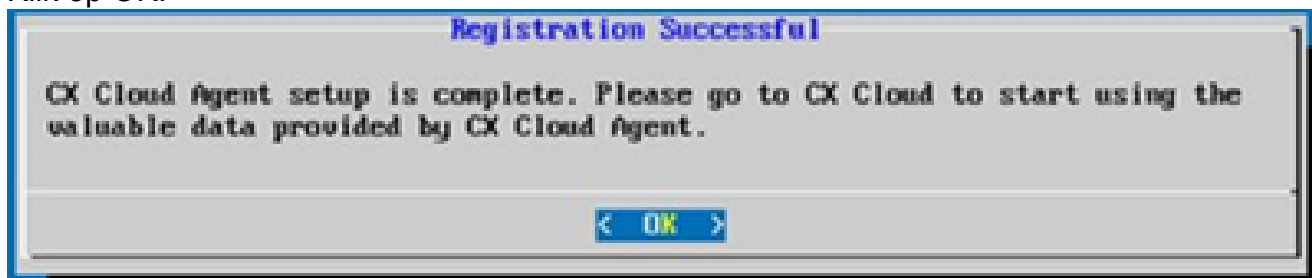 Registration Successful
CX Cloud Agent setup is complete. Please go to CX Cloud to start using the
valuable data provided by CX Cloud Agent.
< OK >